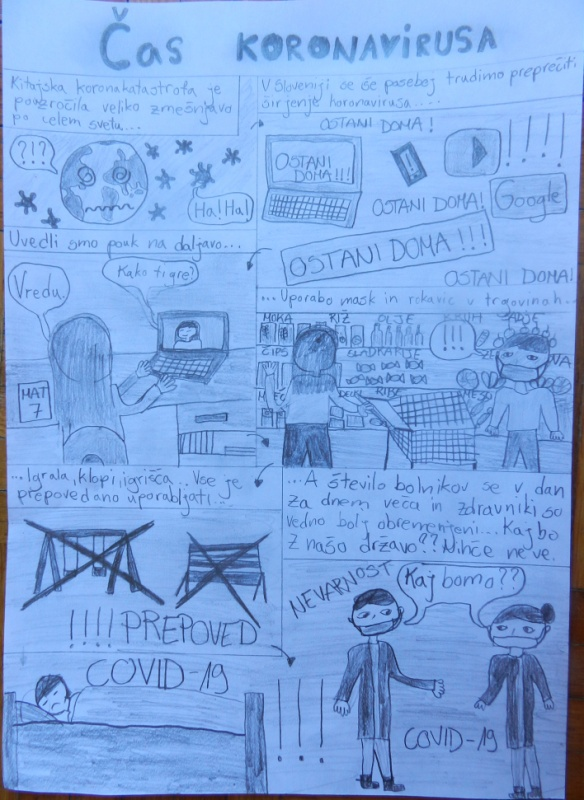 Čas KORONAVIRUSA
Kitajska koronakatastrofa je
povzročila veliko zmešnjavo
po celem svetu...
?!?
Ha! Ha!
V Sloveniji se še posebej trudimo preprečiti
širjenje koronavirusa....
OSTANI DOMA!
OSTANI
DOMA!!!
!
!!!!
OSTANI DOMA!
Google
OSTANI DOMA!!!
OSTANI DOMA!
Uvedli smo pouk na daljavo...
Vredu.
Kako ti gre?
MAT
7
...Uporabo mask in rokavic v trgovinah...
MOKA RIŽ OLJE KRUH SADJE
ČIPS SLADKARIJE
!!!
...Igrala, klopi, igrišča... Vse je
prepovedano uporabljati...
!!!! PREPOVED
...A število bolnikov se v dan
za dnem veča in zdravniki so
vedno bolj obremenjeni... Kaj bo
z našo državo?? Nihče ne ve.
NEVARNOST
Kaj bomo??
COVID-19
!!!
COVID-19